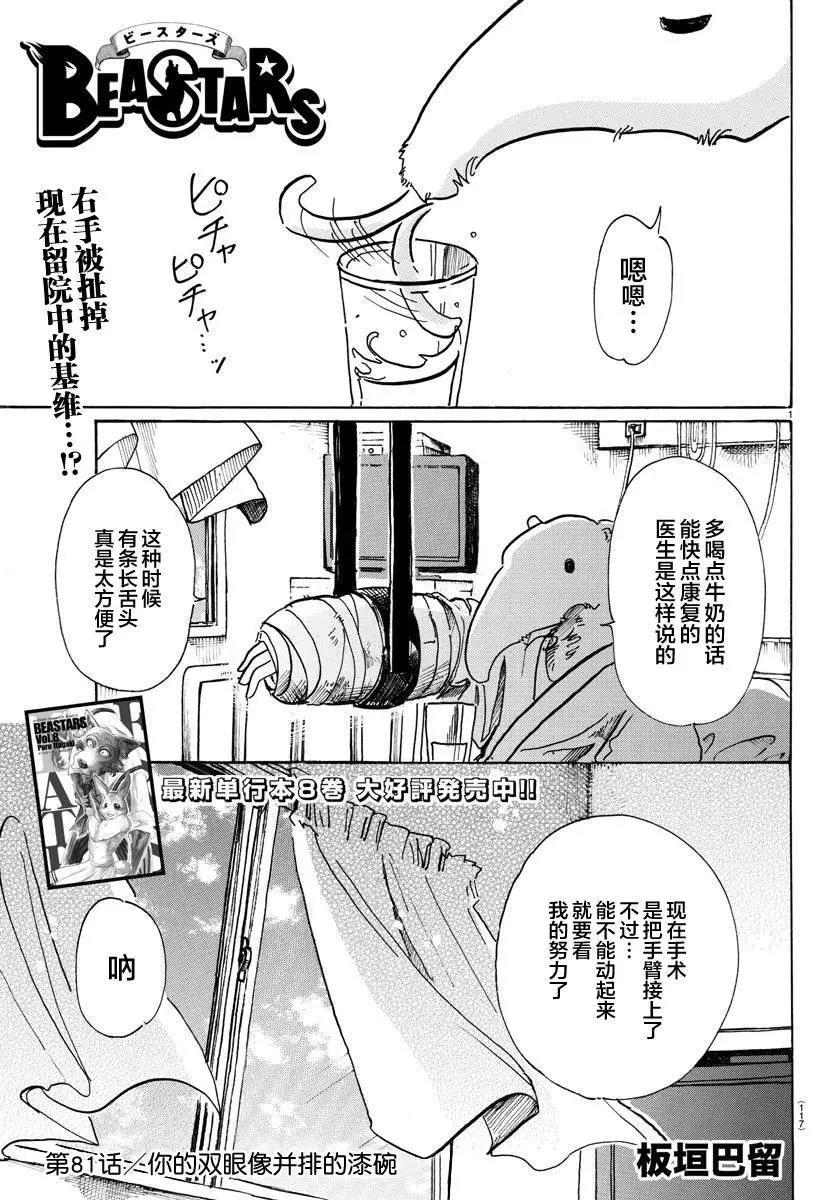 ビースターズ
BEASTARS
右手被扯掉
现在留院中的基维…!?
ピチャ
ピチャ…ッ
嗯嗯…
1
多喝点牛奶的话
能快点康复的
医生是这样说的
这种时候
有条长舌头
真是太方便了
BEASTARS
Vol.8
Paru Itagaki
最新单行本8巻 大好評発売中!!
现在手术
是把手臂接上了
不过…
能不能动起来
就要看
我的努力了
呐
(117)
第81话/你的双眼像并排的漆碗
板垣巴留